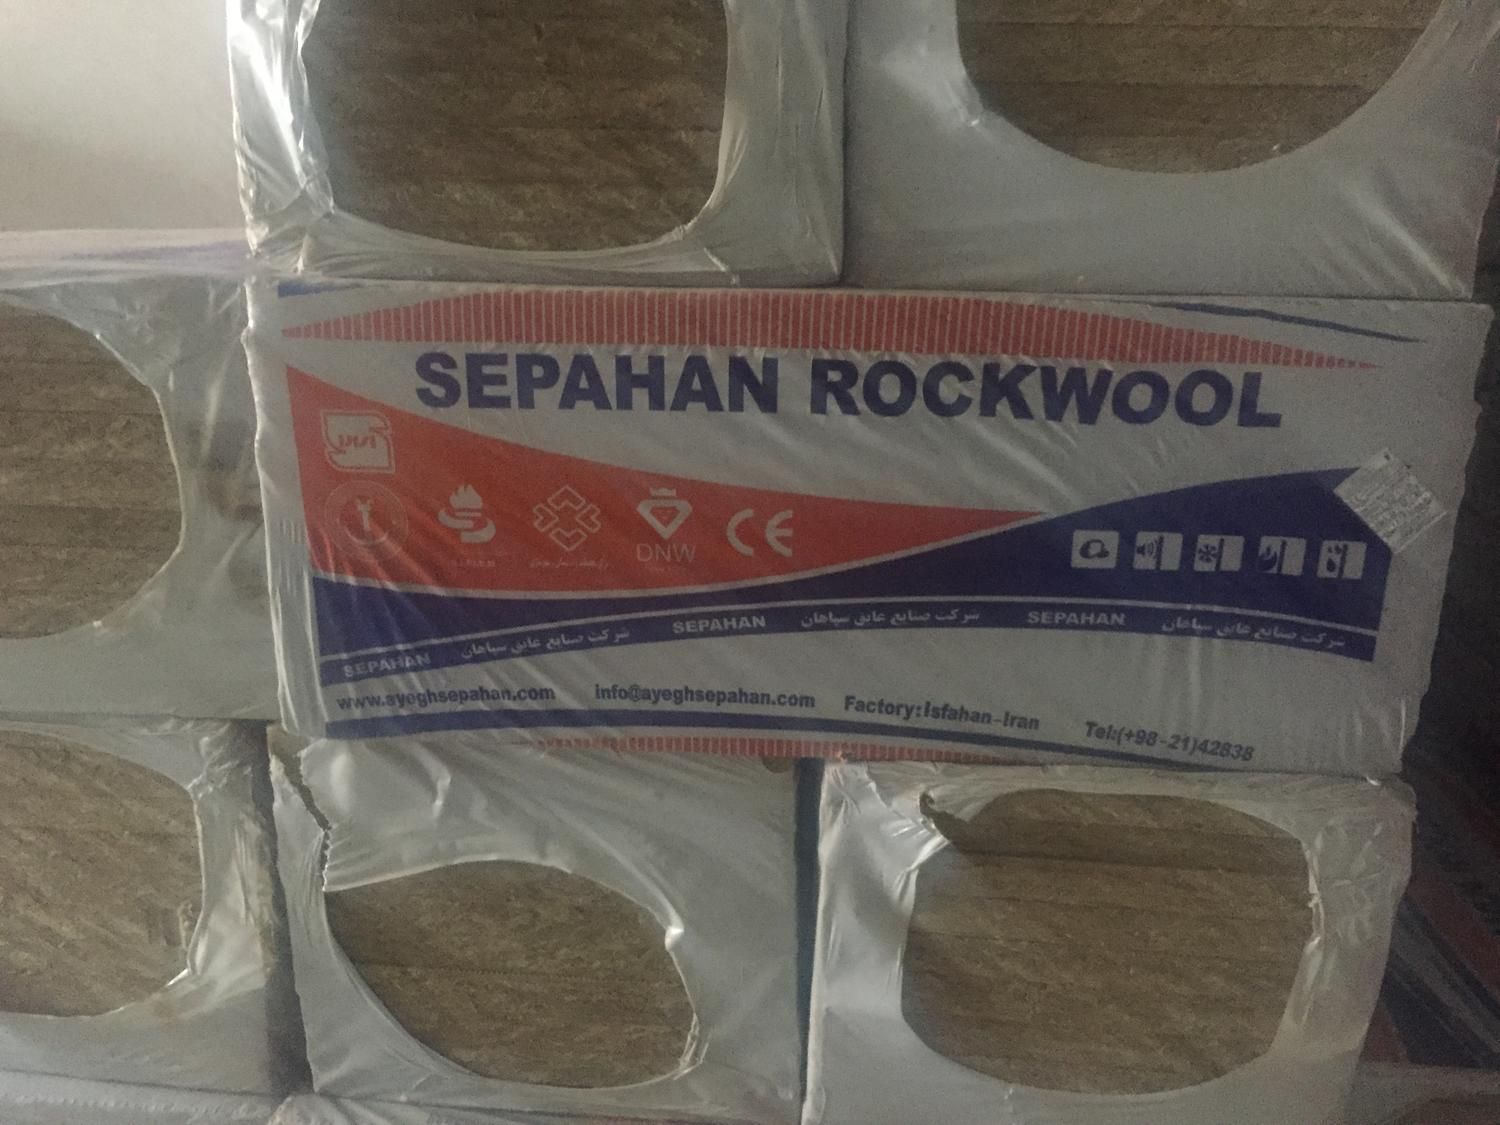 SEPAHAN ROCKWOOL
DNW
CE
SEPAHAN شرکت صنایع عایق سپاهان SEPAHAN شرکت صنایع عایق سپاهان SEPAHAN شرکت صنایع عایق سپاهان
www.ayeghsepahan.com info@ayeghsepahan.com Factory:Isfahan-Iran Tel:(+98-21)42838